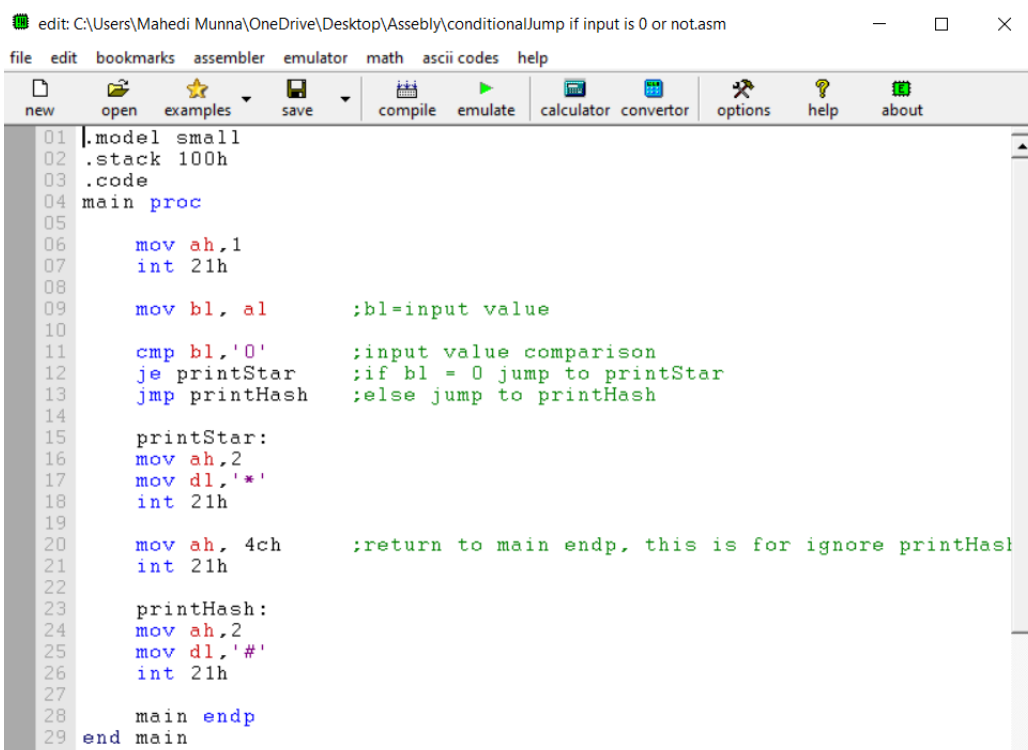 edit: C:\Users\Mahedi Munna\OneDrive\Desktop\Assebly\conditionalJump if input is 0 or not.asm
file edit bookmarks assembler emulator math ascii codes help
new open examples save compile emulate calculator convertor options help about
01 .model small
02 .stack 100h
03 .code
04 main proc
05
06 mov ah,1
07 int 21h
08
09 mov bl, al ;bl=input value
10
11 cmp bl,'0' ;input value comparison
12 je printStar ;if bl = 0 jump to printStar
13 jmp printHash ;else jump to printHash
14
15 printStar:
16 mov ah,2
17 mov dl,'*'
18 int 21h
19
20 mov ah, 4ch ;return to main endp, this is for ignore printHash
21 int 21h
22
23 printHash:
24 mov ah,2
25 mov dl,'#'
26 int 21h
27
28 main endp
29 end main